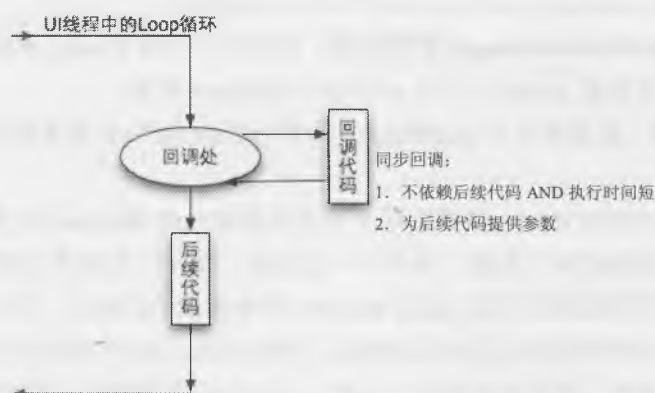 UI线程中的Loop循环
回调处
回调代码
同步回调:
1. 不依赖后续代码 AND 执行时间短
2. 为后续代码提供参数
后续代码